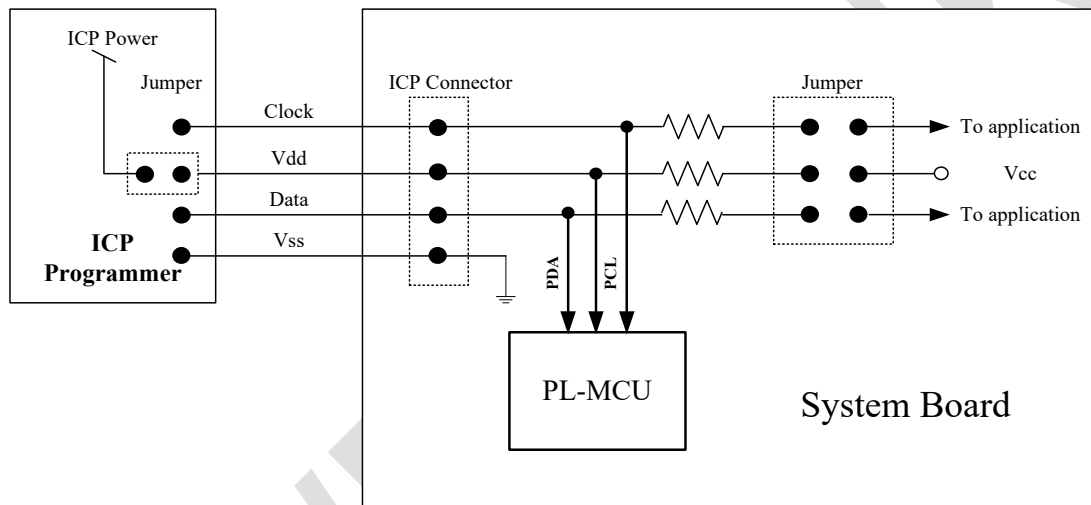 ICP Power
Jumper
ICP Programmer
Clock
Vdd
Data
Vss
ICP Connector
Jumper
To application
Vcc
To application
PDA
PCL
PL-MCU
System Board